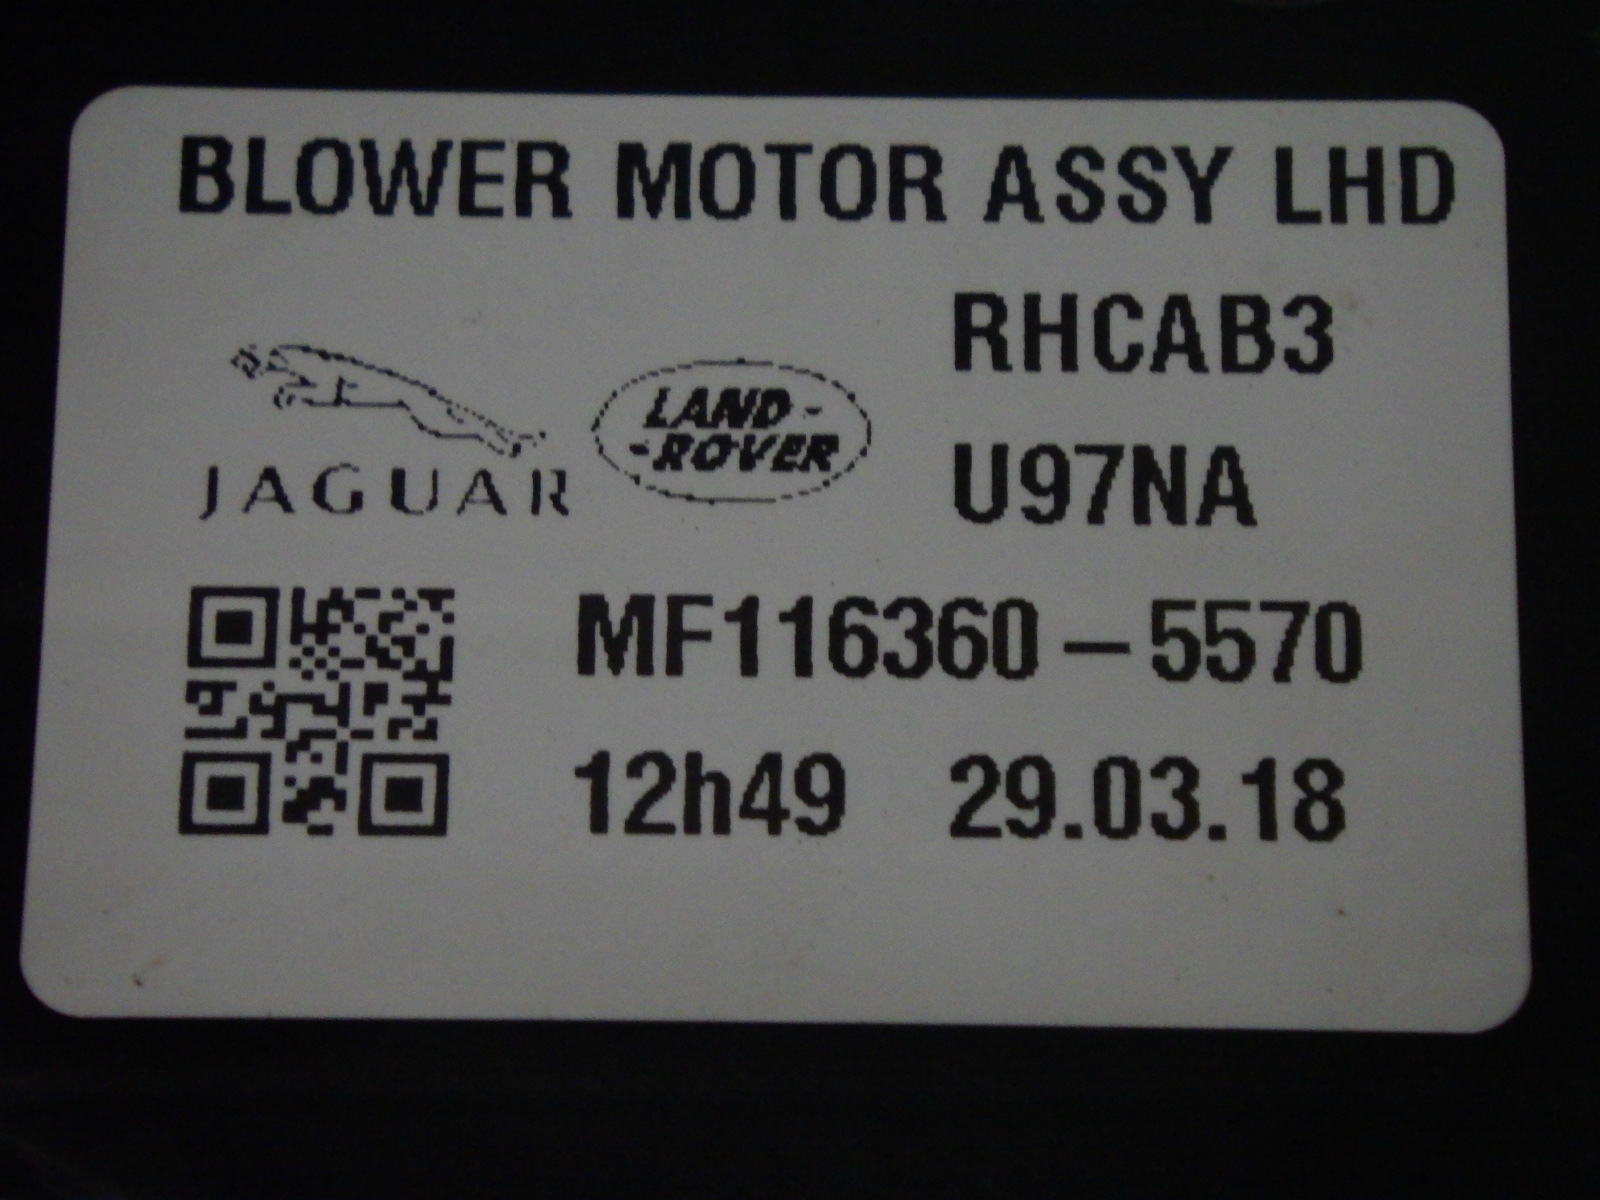 BLOWER MOTOR ASSY LHD
RHCAB3
LAND-
-ROVER
JAGUAR
U97NA
MF116360-5570
12h49 29.03.18